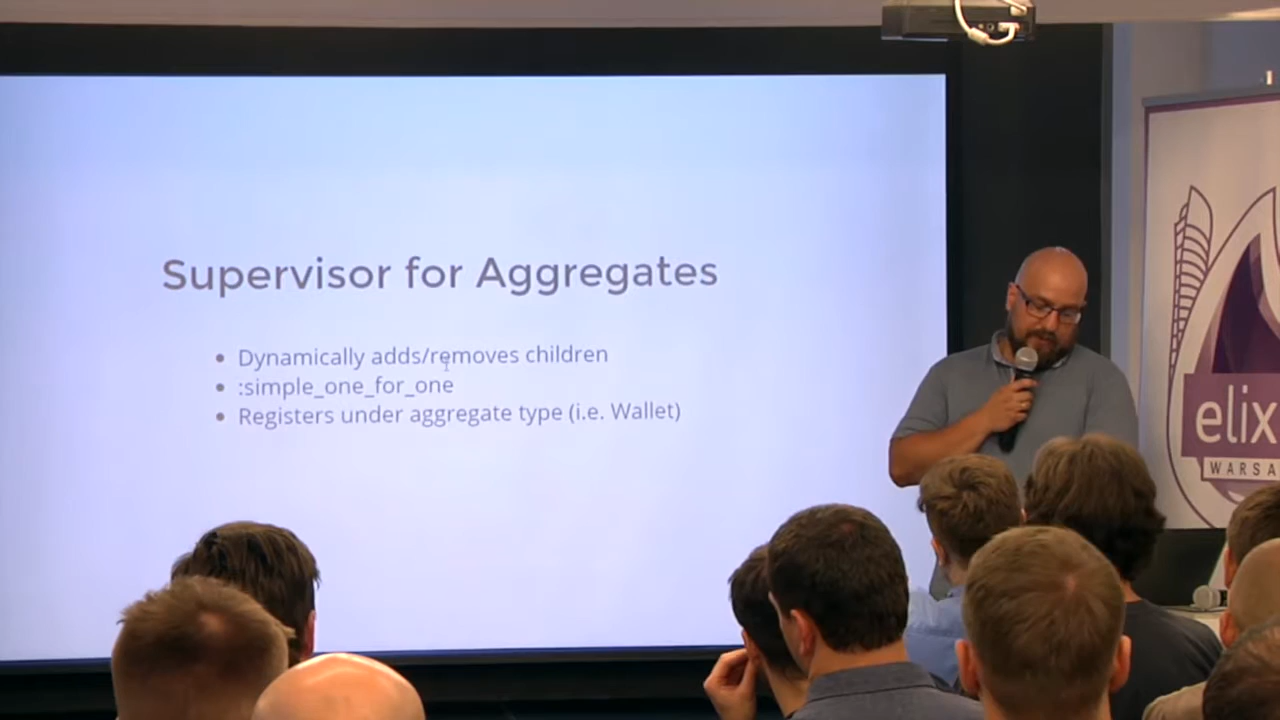 Supervisor for Aggregates
• Dynamically adds/removes children
• :simple_one_for_one
• Registers under aggregate type (i.e. Wallet)
elix
WARSA